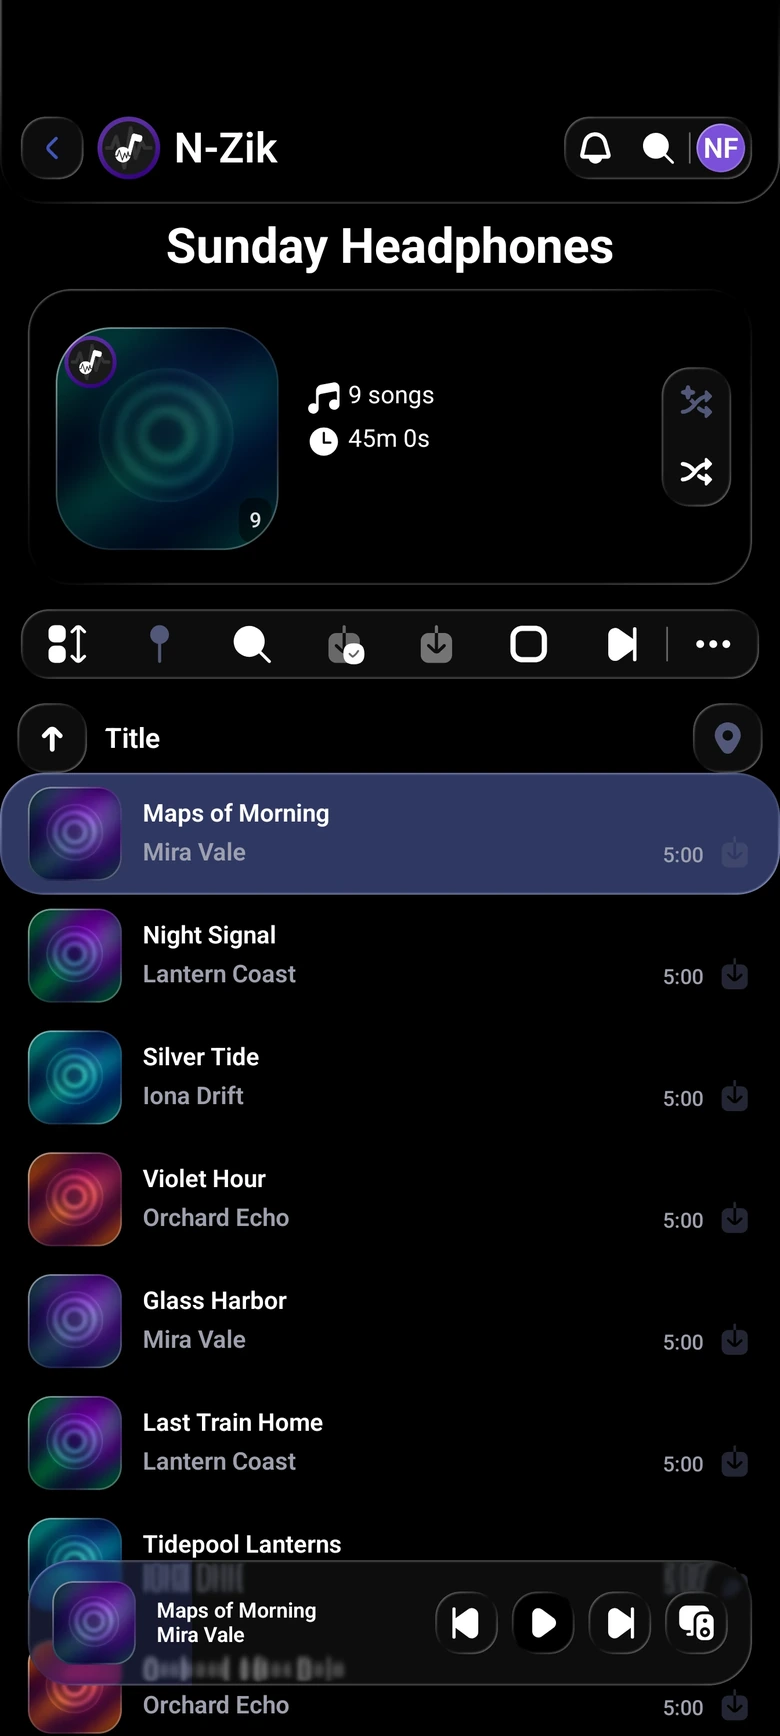 N-Zik
NF
Sunday Headphones
9 songs
45m 0s
9
Title
Maps of Morning
Mira Vale
5:00
Night Signal
Lantern Coast
5:00
Silver Tide
Iona Drift
5:00
Violet Hour
Orchard Echo
5:00
Glass Harbor
Mira Vale
5:00
Last Train Home
Lantern Coast
5:00
Tidepool Lanterns
Maps of Morning
Mira Vale
Orchard Echo
5:00